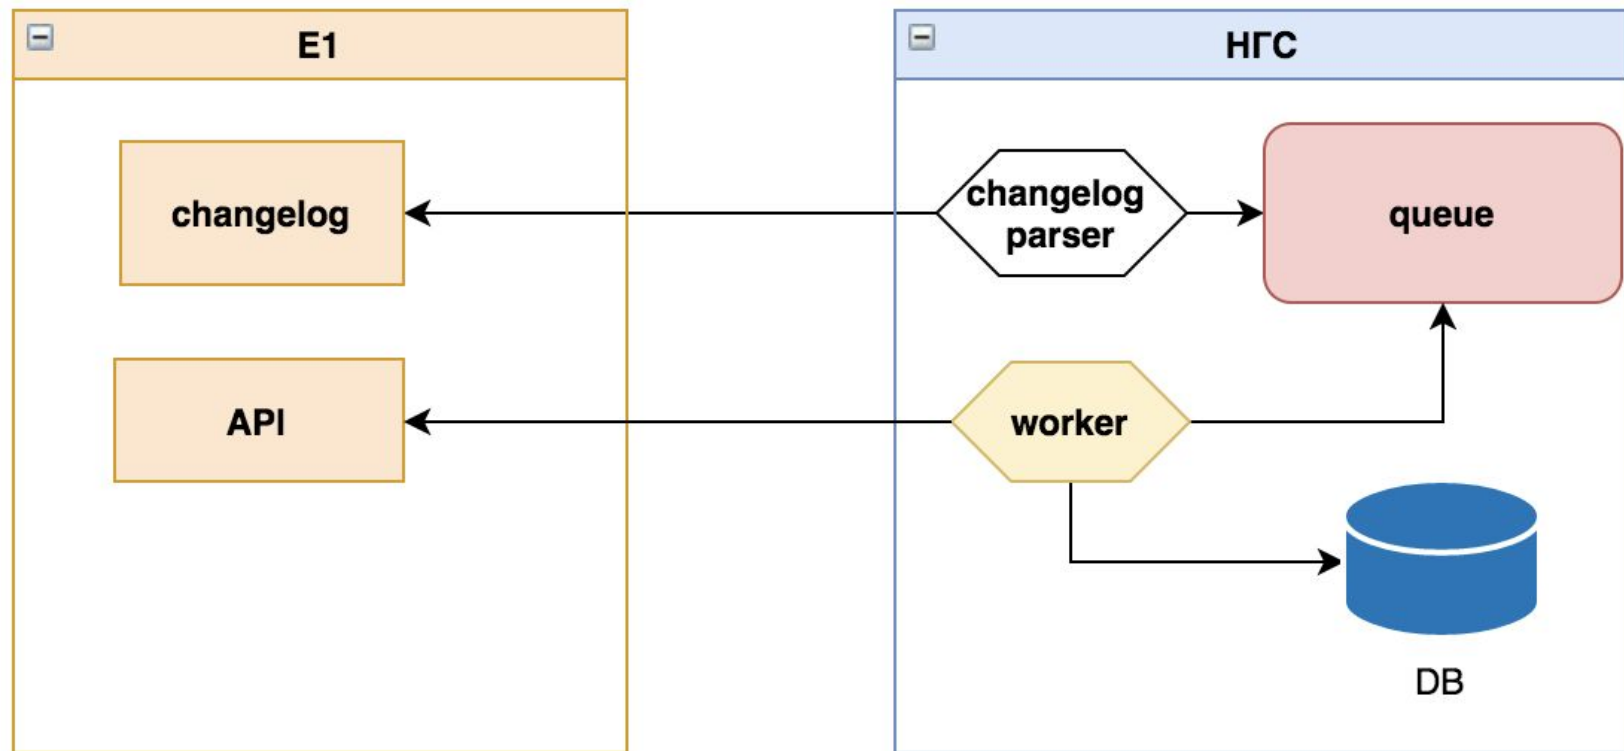 E1
НГС
changelog
changelog
parser
queue
API
worker
DB